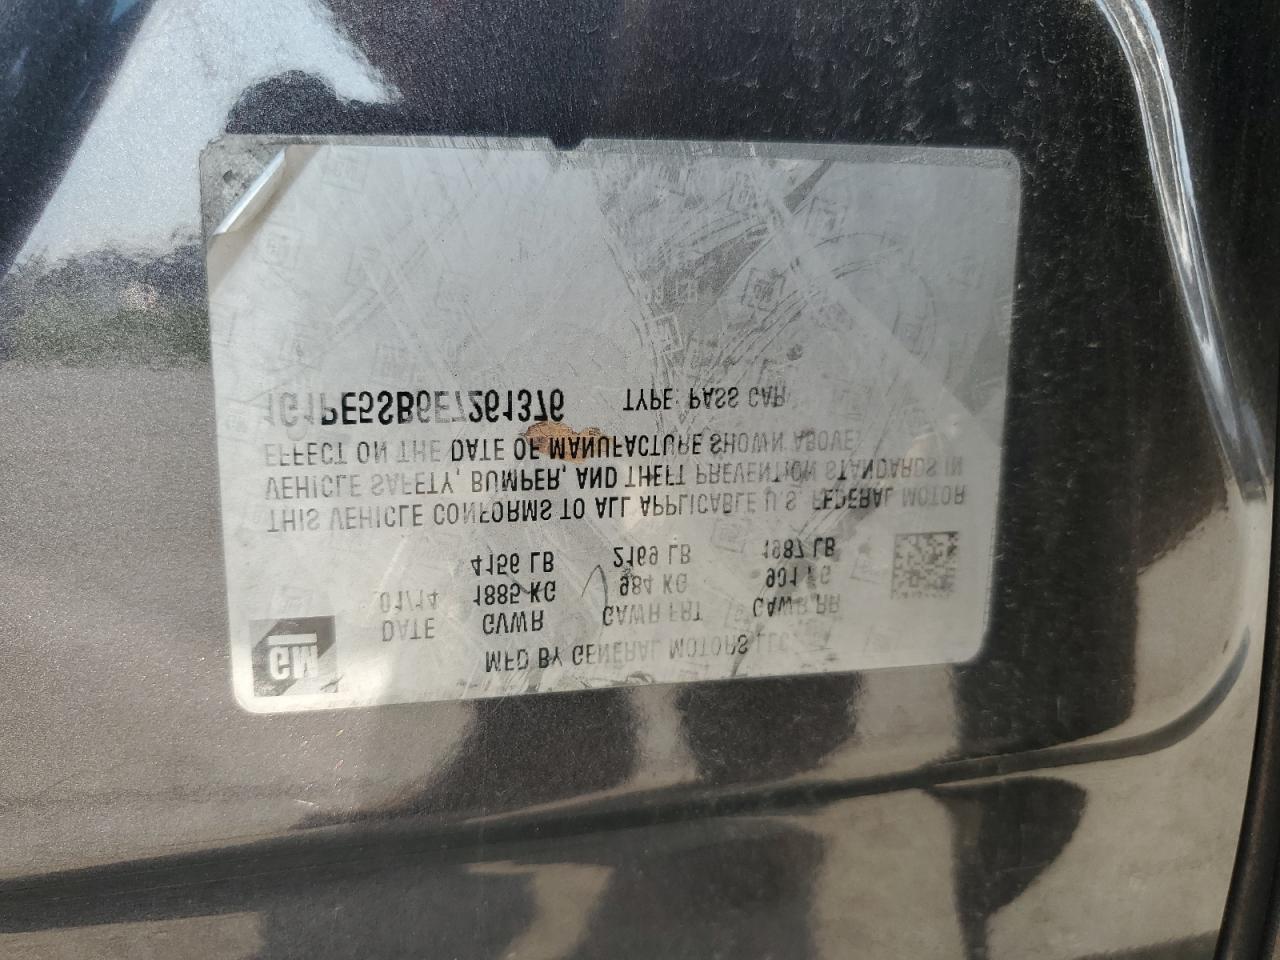 MFD BY GENERAL MOTORS LLC
GM
DATE GVWR GAWR FRT GAWR RR
01/14 1885 KG 984 KG 901 KG
4156 LB 2169 LB 1987 LB
THIS VEHICLE CONFORMS TO ALL APPLICABLE U.S. FEDERAL MOTOR
VEHICLE SAFETY, BUMPER, AND THEFT PREVENTION STANDARDS IN
EFFECT ON THE DATE OF MANUFACTURE SHOWN ABOVE.
1G1PE5SB6E7261376 TYPE: PASS CAR